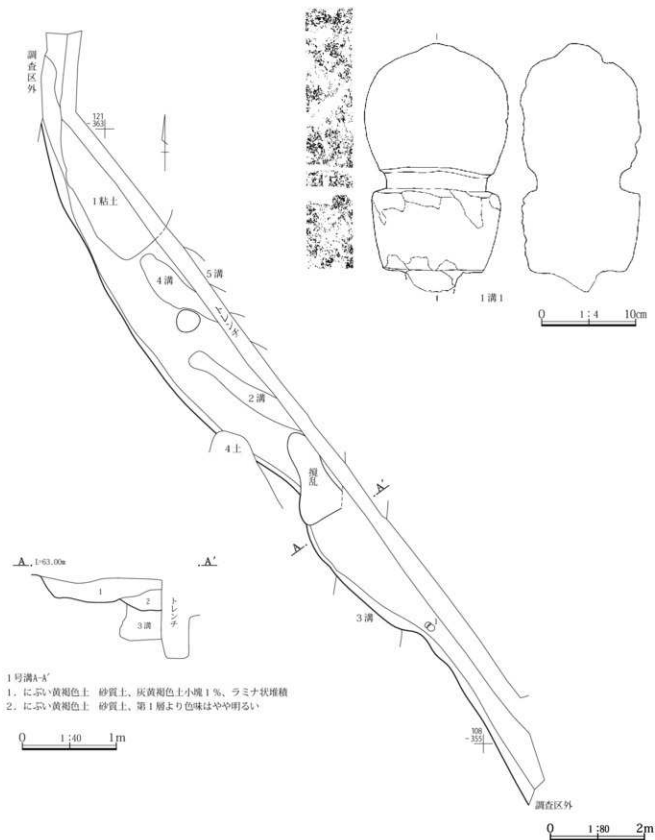 調査区外
121
-363
1粘土
4溝
5溝
トレンチ
2溝
4土
撹乱
A'
A
3溝
1
108
-355
調査区外
0 1:80 2m
1溝1
0 1:4 10cm
A L=63.00m A'
1
2
3溝
トレンチ
1号溝A-A'
1. にぶい黄褐色土 砂質土、灰黄褐色土小塊1%、ラミナ状堆積
2. にぶい黄褐色土 砂質土、第1層より色味はやや明るい
0 1:40 1m